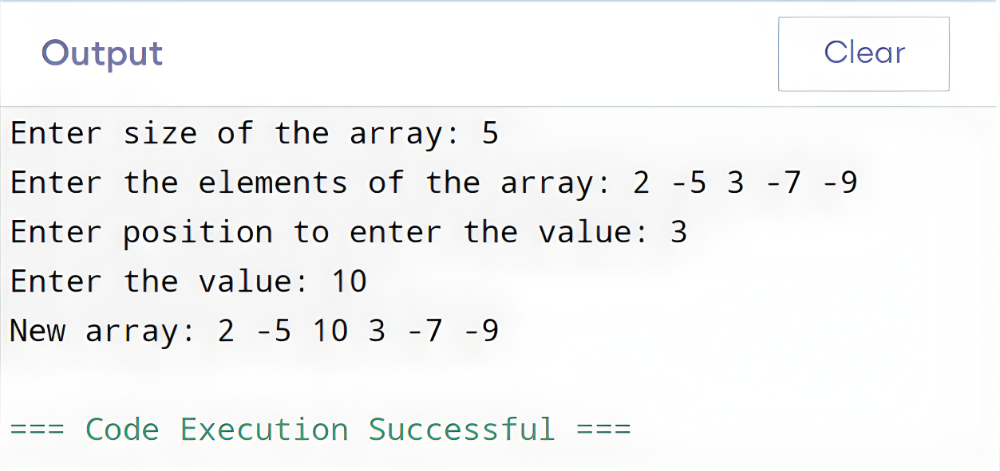 Output
Clear
Enter size of the array: 5
Enter the elements of the array: 2 -5 3 -7 -9
Enter position to enter the value: 3
Enter the value: 10
New array: 2 -5 10 3 -7 -9
=== Code Execution Successful ===